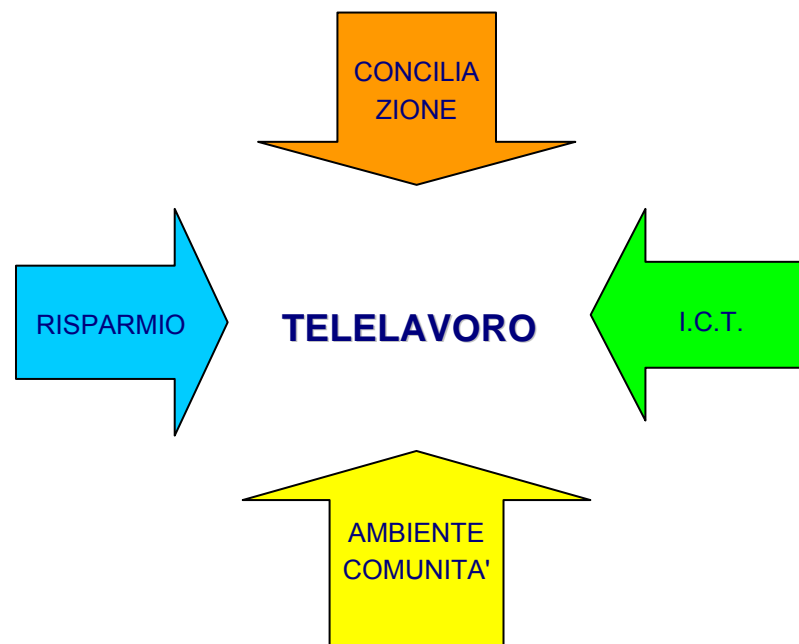 CONCILIA
ZIONE
RISPARMIO
TELELAVORO
I.C.T.
AMBIENTE
COMUNITA'